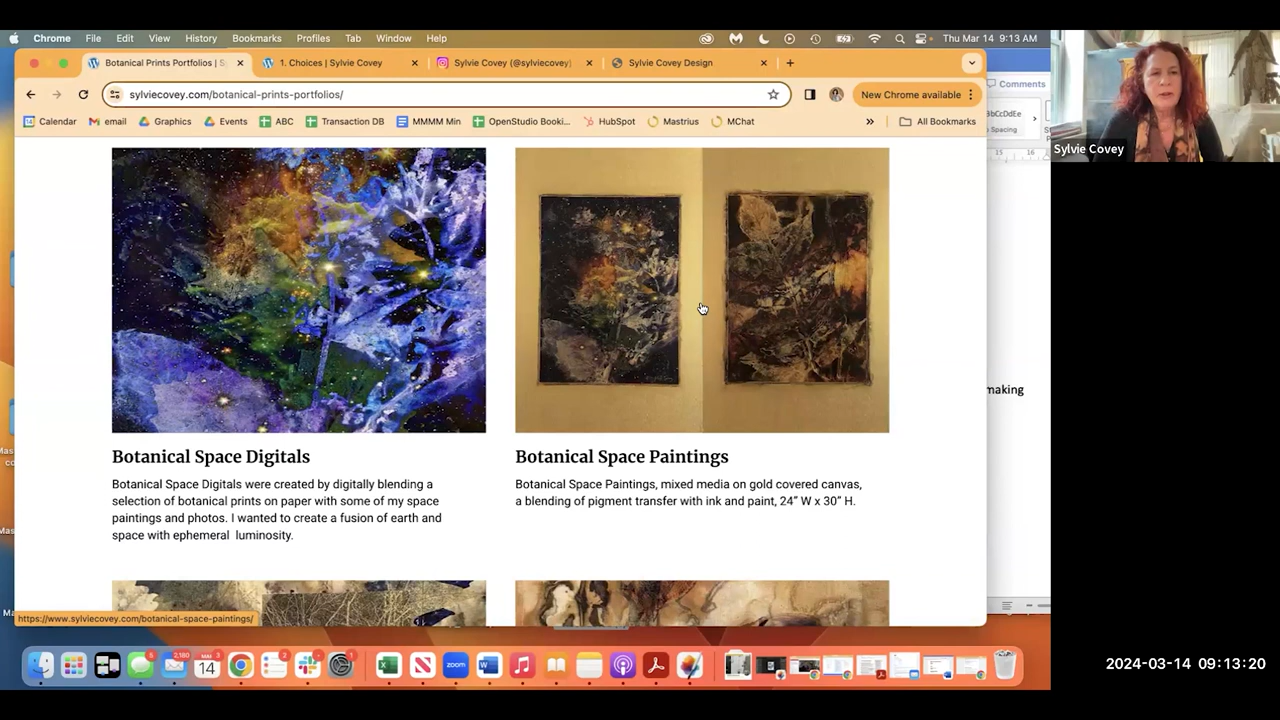 Chrome File Edit View History Bookmarks Profiles Tab Window Help Thu Mar 14 9:13 AM
Botanical Prints Portfolios | S 1. Choices | Sylvie Covey Sylvie Covey (@sylviecovey) Sylvie Covey Design
Comments
sylviecovey.com/botanical-prints-portfolios/ New Chrome available
Calendar email Graphics Events ABC Transaction DB MMMM Min OpenStudio Booki... HubSpot Mastrius MChat All Bookmarks
Spacing
15 16
Sylvie Covey
making
Botanical Space Digitals
Botanical Space Digitals were created by digitally blending a
selection of botanical prints on paper with some of my space
paintings and photos. I wanted to create a fusion of earth and
space with ephemeral luminosity.
Botanical Space Paintings
Botanical Space Paintings, mixed media on gold covered canvas,
a blending of pigment transfer with ink and paint, 24” W x 30” H.
https://www.sylviecovey.com/botanical-space-paintings/
14
zoom
2024-03-14 09:13:20